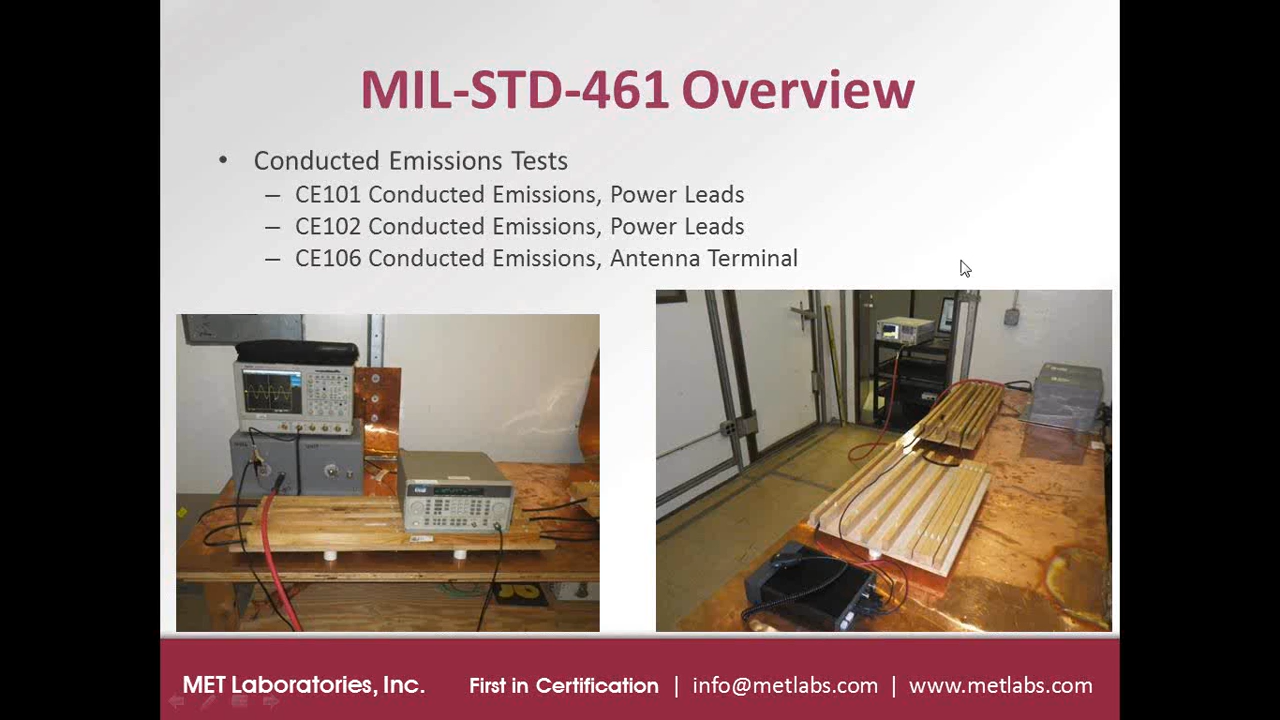 MIL-STD-461 Overview
• Conducted Emissions Tests
– CE101 Conducted Emissions, Power Leads
– CE102 Conducted Emissions, Power Leads
– CE106 Conducted Emissions, Antenna Terminal
MET Laboratories, Inc. First in Certification | info@metlabs.com | www.metlabs.com